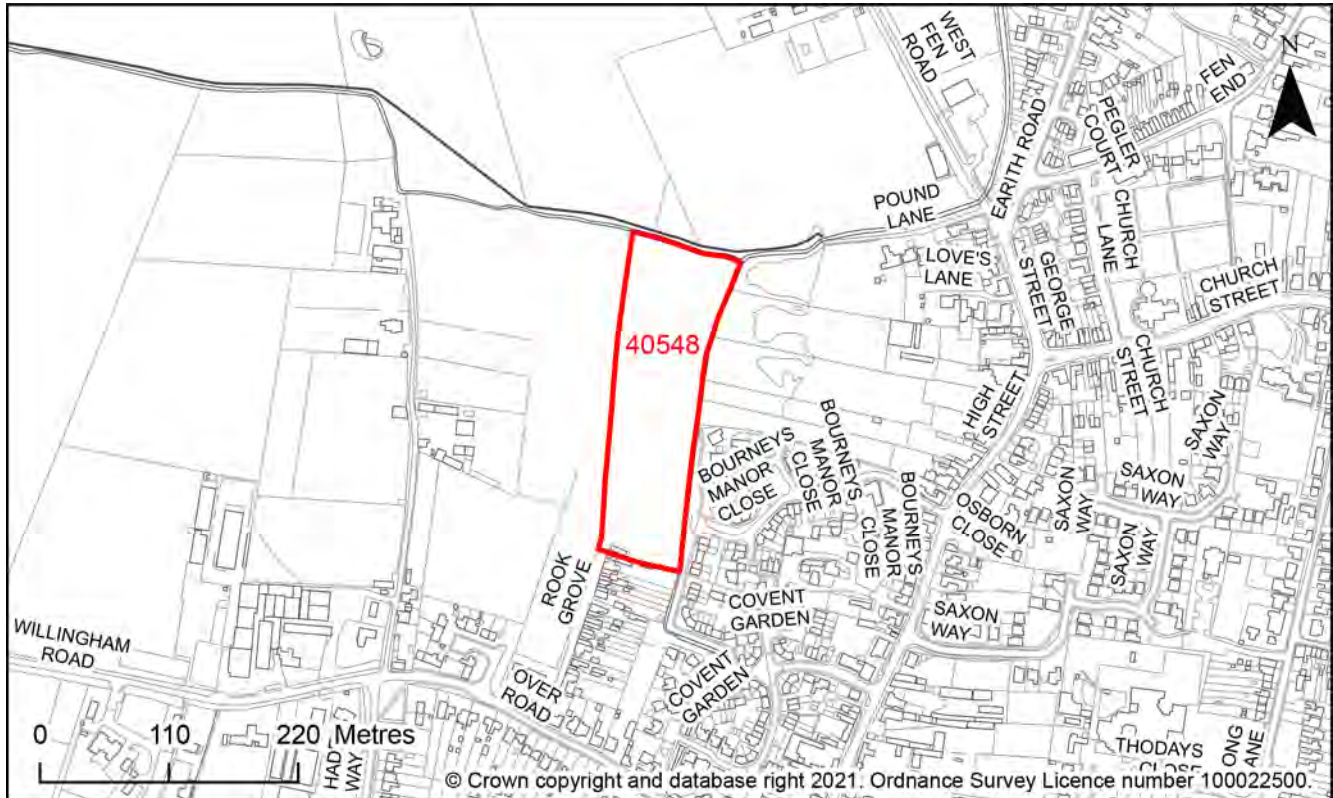 WEST
FEN
ROAD
N
FEN
END
EARITH ROAD
PEGLER
COURT
POUND
LANE
CHURCH
LANE
LOVE'S
LANE
GEORGE
STREET
CHURCH
STREET
40548
CHURCH
STREET
HIGH
STREET
SAXON
WAY
BOURNEYS
MANOR
CLOSE
BOURNEYS
MANOR
CLOSE
BOURNEYS
MANOR
CLOSE
OSBORN
CLOSE
SAXON
WAY
SAXON
WAY
SAXON
WAY
ROOK
GROVE
COVENT
GARDEN
SAXON
WAY
WILLINGHAM
ROAD
OVER
ROAD
COVENT
GARDEN
0 110 220 Metres
WAY
THODAYS
LANE
© Crown copyright and database right 2021. Ordnance Survey Licence number 100022500.